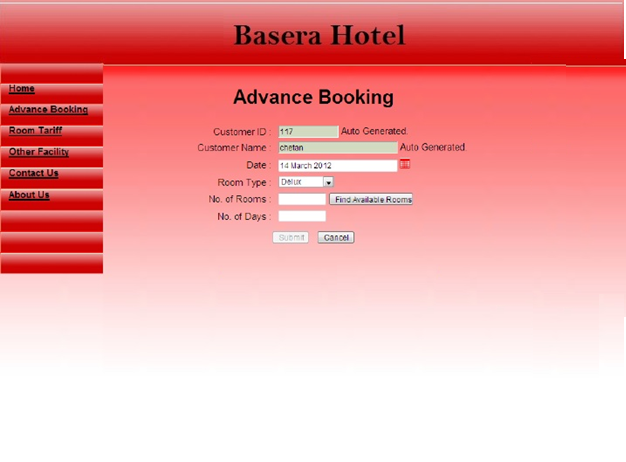 Basera Hotel
Home
Advance Booking
Room Tariff
Other Facility
Contact Us
About Us
Advance Booking
Customer ID : 117 Auto Generated.
Customer Name : chetan Auto Generated.
Date : 14 March 2012
Room Type : Delux
No. of Rooms : Find Available Rooms
No. of Days :
Submit Cancel